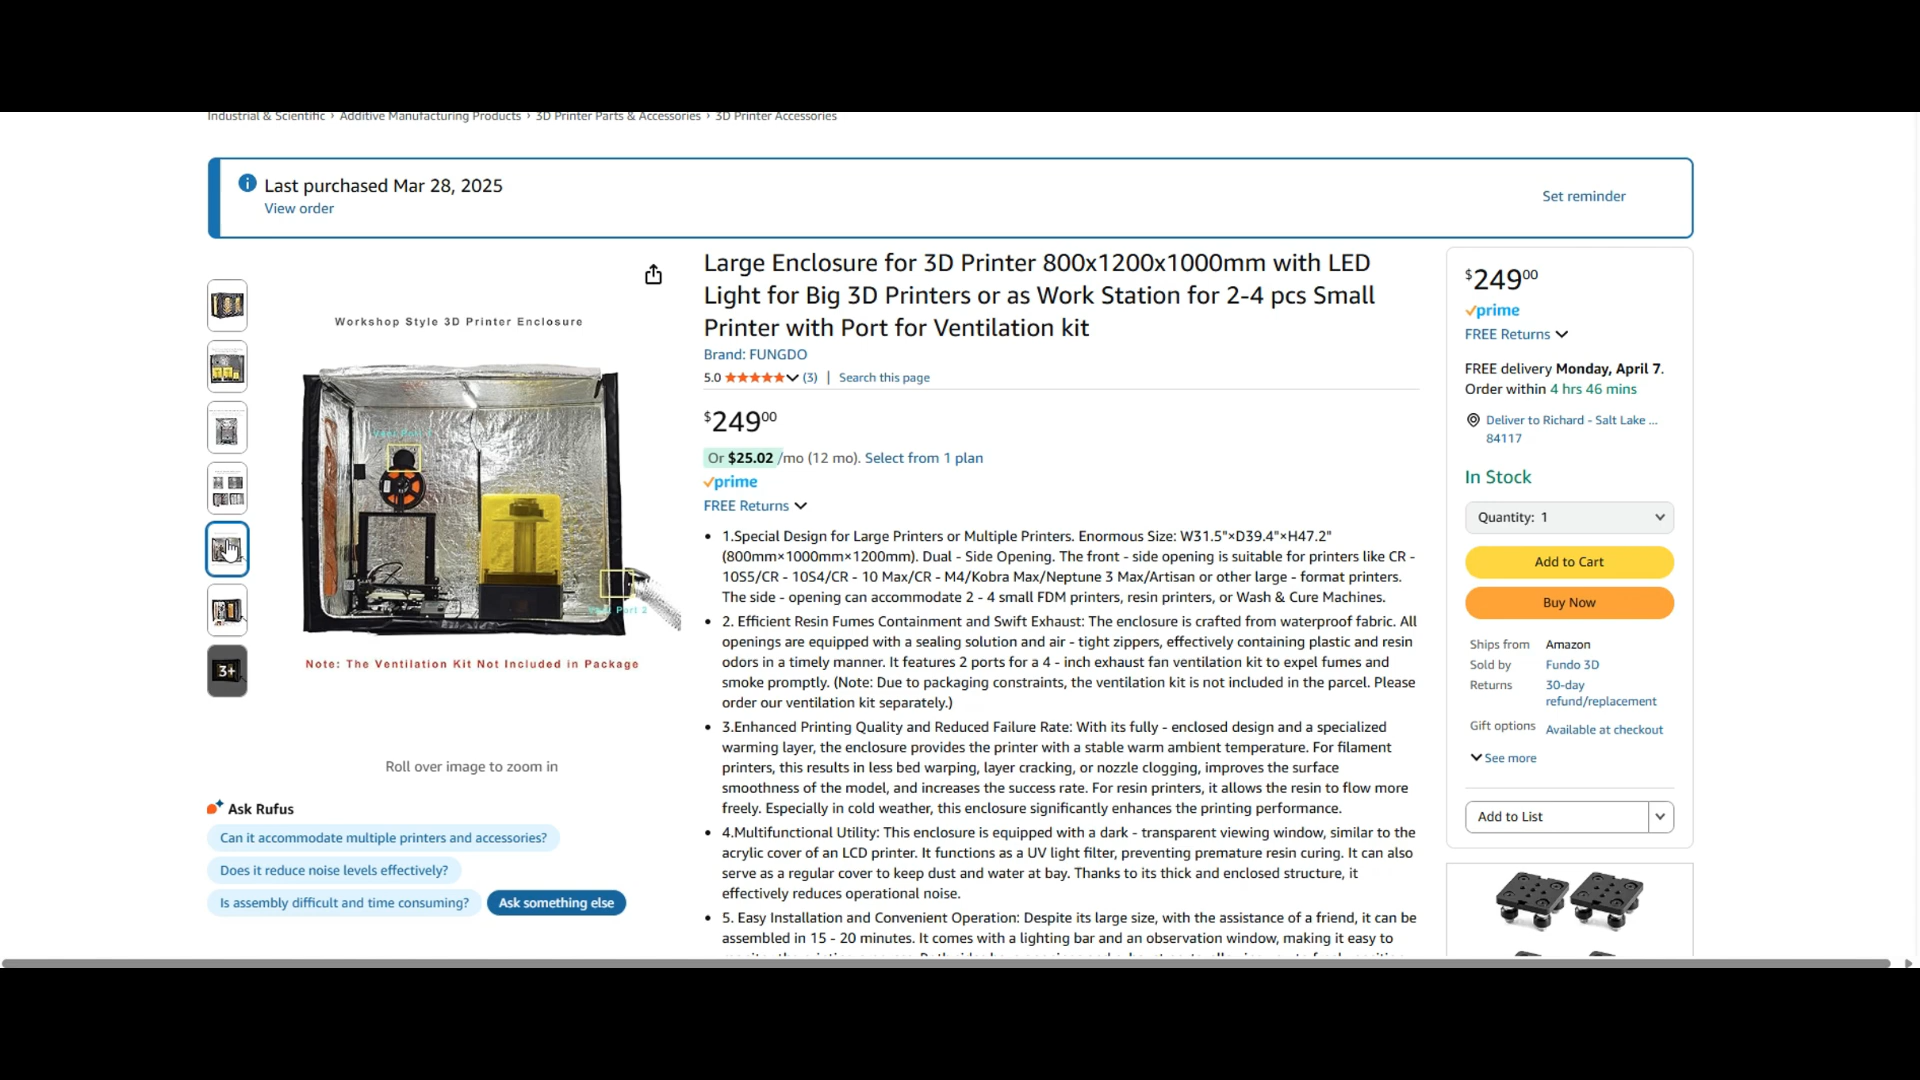 Industrial & Scientific › Additive Manufacturing Products › 3D Printer Parts & Accessories › 3D Printer Accessories
Last purchased Mar 28, 2025
View order
Set reminder
Workshop Style 3D Printer Enclosure
Vent Port 2
Note: The Ventilation Kit Not Included in Package
3+
Roll over image to zoom in
Ask Rufus
Can it accommodate multiple printers and accessories?
Does it reduce noise levels effectively?
Is assembly difficult and time consuming?
Ask something else
Large Enclosure for 3D Printer 800x1200x1000mm with LED
Light for Big 3D Printers or as Work Station for 2-4 pcs Small
Printer with Port for Ventilation kit
Brand: FUNGDO
5.0 (3) | Search this page
$24900
Or $25.02 /mo (12 mo). Select from 1 plan
prime
FREE Returns
• 1.Special Design for Large Printers or Multiple Printers. Enormous Size: W31.5"×D39.4"×H47.2"
(800mm×1000mm×1200mm). Dual - Side Opening. The front - side opening is suitable for printers like CR -
10S5/CR - 10S4/CR - 10 Max/CR - M4/Kobra Max/Neptune 3 Max/Artisan or other large - format printers.
The side - opening can accommodate 2 - 4 small FDM printers, resin printers, or Wash & Cure Machines.
• 2. Efficient Resin Fumes Containment and Swift Exhaust: The enclosure is crafted from waterproof fabric. All
openings are equipped with a sealing solution and air - tight zippers, effectively containing plastic and resin
odors in a timely manner. It features 2 ports for a 4 - inch exhaust fan ventilation kit to expel fumes and
smoke promptly. (Note: Due to packaging constraints, the ventilation kit is not included in the parcel. Please
order our ventilation kit separately.)
• 3.Enhanced Printing Quality and Reduced Failure Rate: With its fully - enclosed design and a specialized
warming layer, the enclosure provides the printer with a stable warm ambient temperature. For filament
printers, this results in less bed warping, layer cracking, or nozzle clogging, improves the surface
smoothness of the model, and increases the success rate. For resin printers, it allows the resin to flow more
freely. Especially in cold weather, this enclosure significantly enhances the printing performance.
• 4.Multifunctional Utility: This enclosure is equipped with a dark - transparent viewing window, similar to the
acrylic cover of an LCD printer. It functions as a UV light filter, preventing premature resin curing. It can also
serve as a regular cover to keep dust and water at bay. Thanks to its thick and enclosed structure, it
effectively reduces operational noise.
• 5. Easy Installation and Convenient Operation: Despite its large size, with the assistance of a friend, it can be
assembled in 15 - 20 minutes. It comes with a lighting bar and an observation window, making it easy to
$24900
prime
FREE Returns
FREE delivery Monday, April 7.
Order within 4 hrs 46 mins
Deliver to Richard - Salt Lake ...
84117
In Stock
Quantity: 1
Add to Cart
Buy Now
Ships from Amazon
Sold by Fundo 3D
Returns 30-day
refund/replacement
Gift options Available at checkout
See more
Add to List